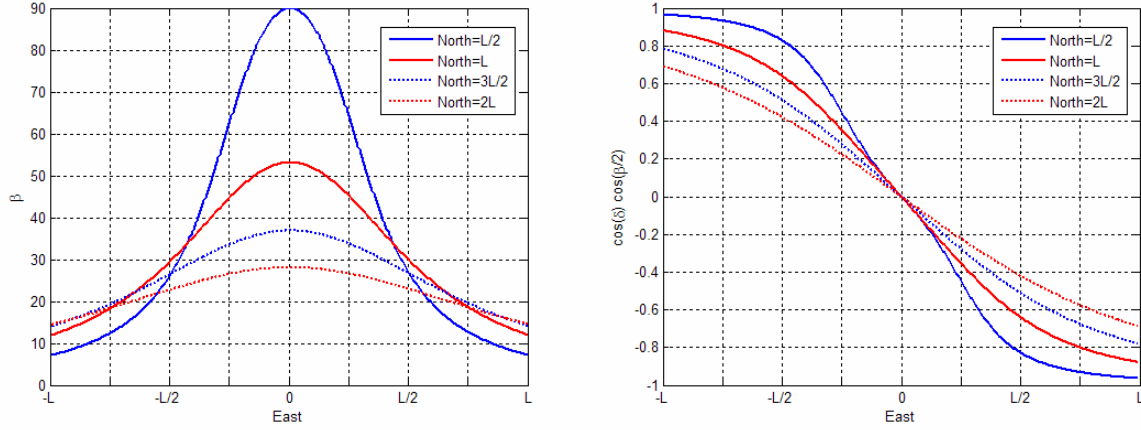 90
80
70
60
50
40
30
20
10
0
β
-L
-L/2
0
L/2
L
East
North=L/2
North=L
North=3L/2
North=2L
1
0.8
0.6
0.4
0.2
0
-0.2
-0.4
-0.6
-0.8
-1
cos(δ) cos(β/2)
-L
-L/2
0
L/2
L
East
North=L/2
North=L
North=3L/2
North=2L